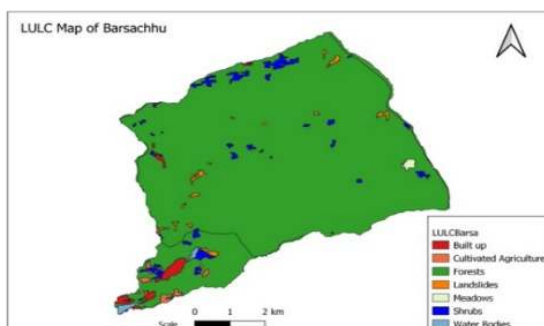 LULC Map of Barsachhu
LULCBarsa
Built up
Cultivated Agriculture
Forests
Landslides
Meadows
Shrubs
Water Bodies
0 1 2 km
Scale